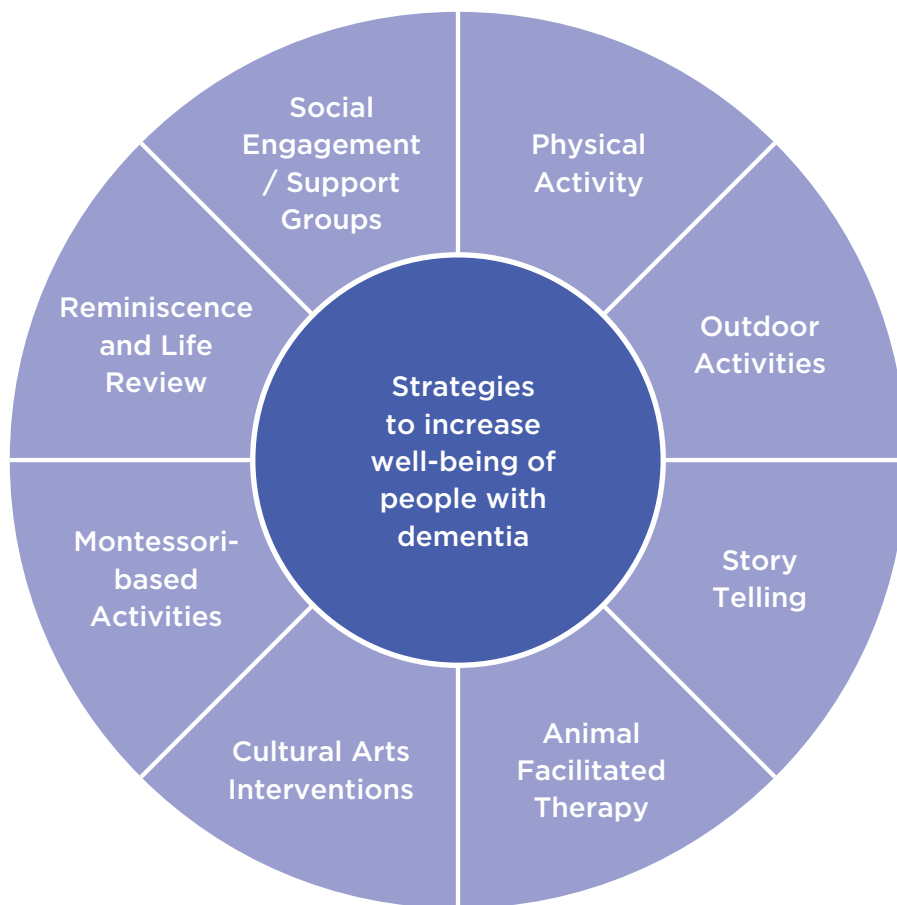 Strategies
to increase
well-being of
people with
dementia
Physical
Activity
Outdoor
Activities
Story
Telling
Animal
Facilitated
Therapy
Cultural Arts
Interventions
Montessori-
based
Activities
Reminiscence
and Life
Review
Social
Engagement
/ Support
Groups